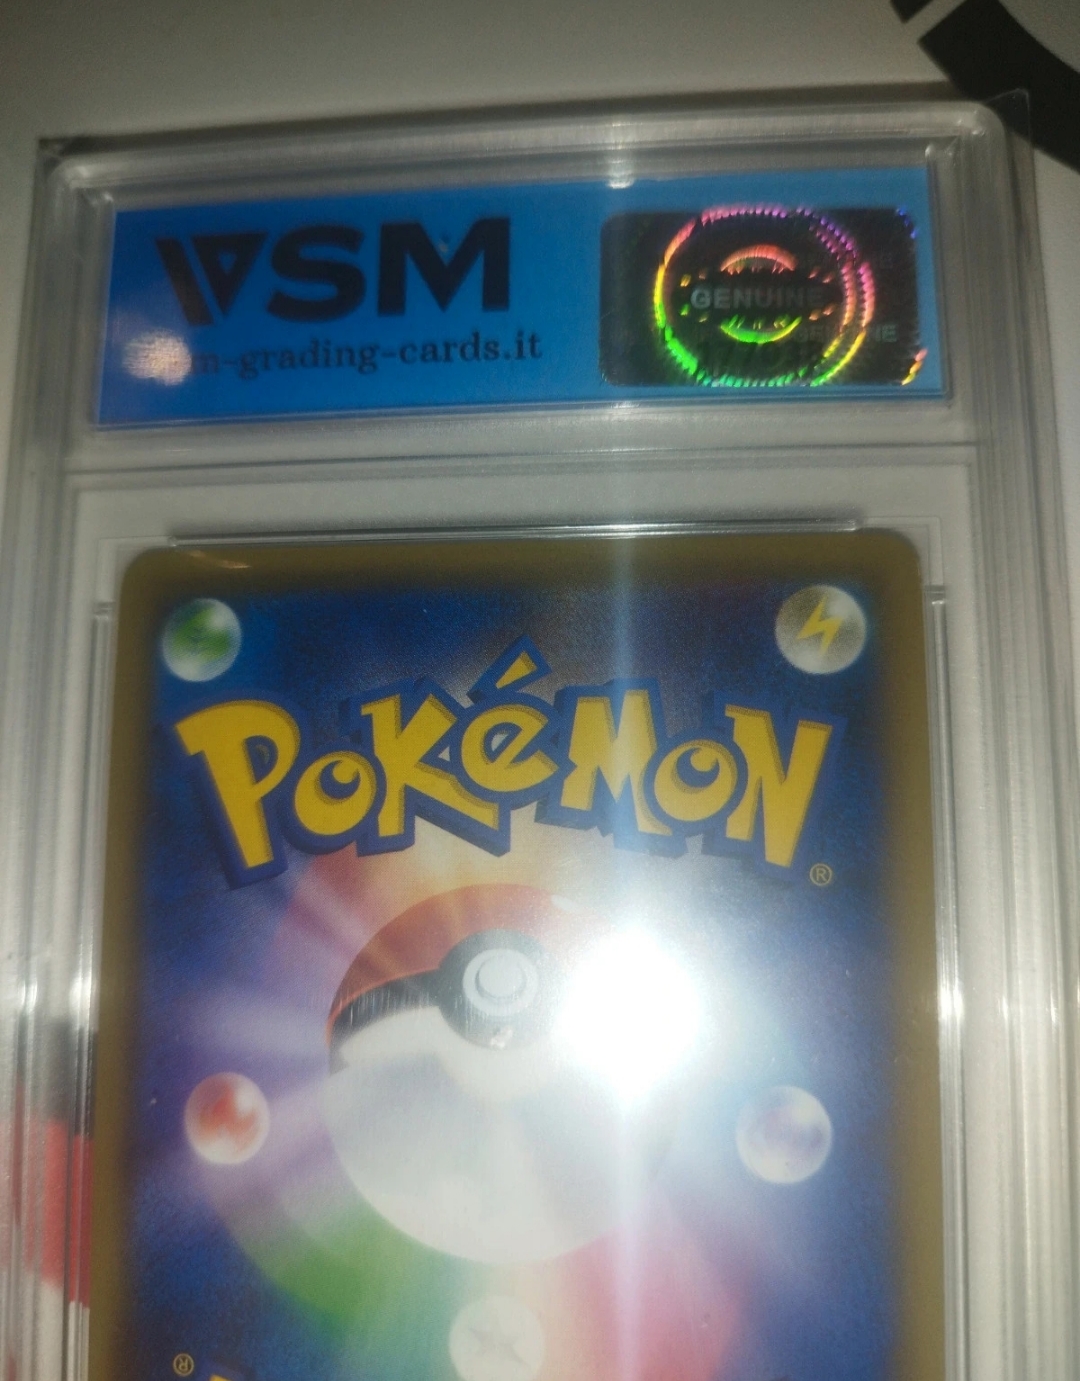 VSM
m-grading-cards.it
GENUINE
POKéMON
®
®